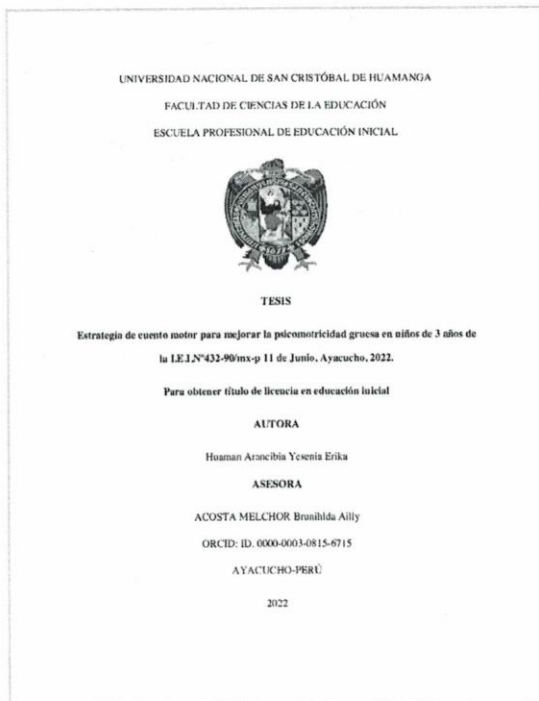 UNIVERSIDAD NACIONAL DE SAN CRISTÓBAL DE HUAMANGA
FACULTAD DE CIENCIAS DE LA EDUCACIÓN
ESCUELA PROFESIONAL DE EDUCACIÓN INICIAL
1677
TESIS
Estrategia de cuento motor para mejorar la psicomotricidad gruesa en niños de 3 años de
la I.E.I.N°432-90/mx-p 11 de Junio, Ayacucho, 2022.
Para obtener título de licencia en educación inicial
AUTORA
Huaman Arancibia Yesenia Erika
ASESORA
ACOSTA MELCHOR Brunihlda Ailly
ORCID: ID. 0000-0003-0815-6715
AYACUCHO-PERÚ
2022